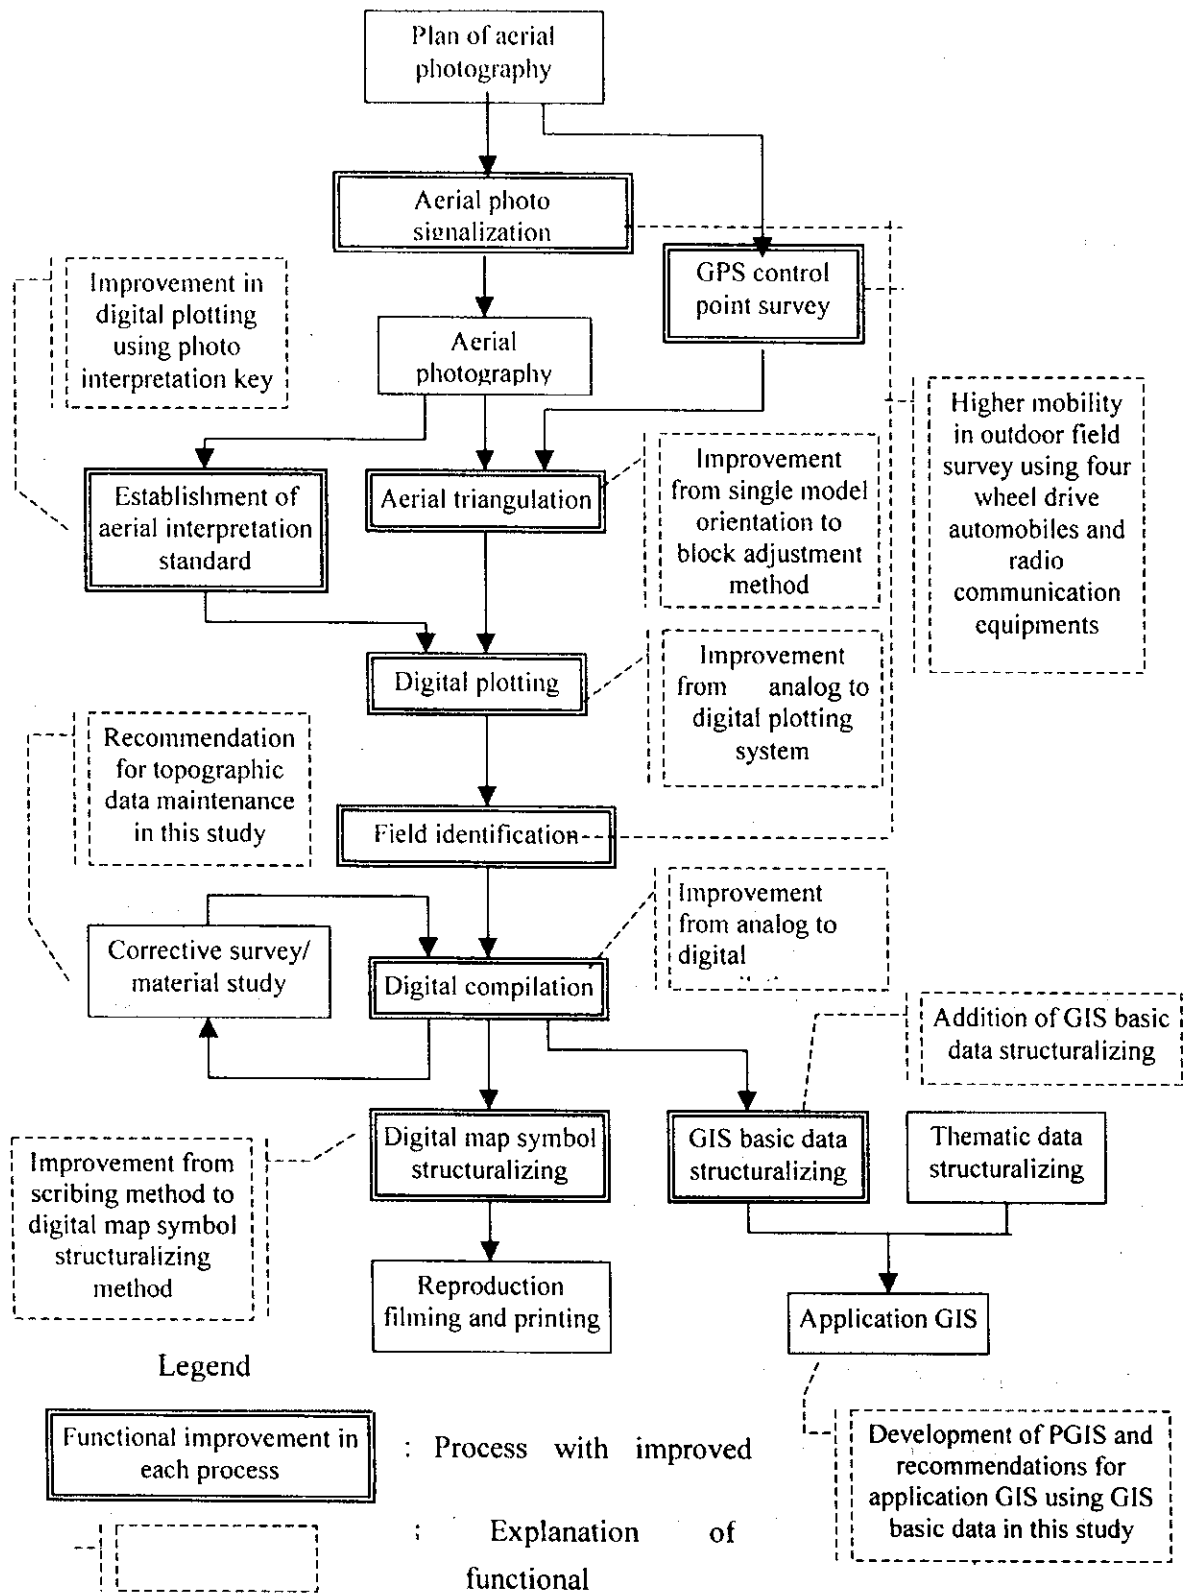 Plan of aerial
photography
Aerial photo
signalization
GPS control
point survey
Improvement in
digital plotting
using photo
interpretation key
Aerial
photography
Higher mobility
in outdoor field
survey using four
wheel drive
automobiles and
radio
communication
equipments
Establishment of
aerial interpretation
standard
Aerial triangulation
Improvement
from single model
orientation to
block adjustment
method
Digital plotting
Improvement
from analog to
digital plotting
system
Recommendation
for topographic
data maintenance
in this study
Field identification
Improvement
from analog to
digital
Corrective survey/
material study
Digital compilation
Addition of GIS basic
data structuralizing
Digital map symbol
structuralizing
GIS basic data
structuralizing
Thematic data
structuralizing
Improvement from
scribing method to
digital map symbol
structuralizing
method
Reproduction
filming and printing
Application GIS
Legend
Functional improvement in
each process
: Process with improved
Development of PGIS and
recommendations for
application GIS using GIS
basic data in this study
: Explanation of
functional